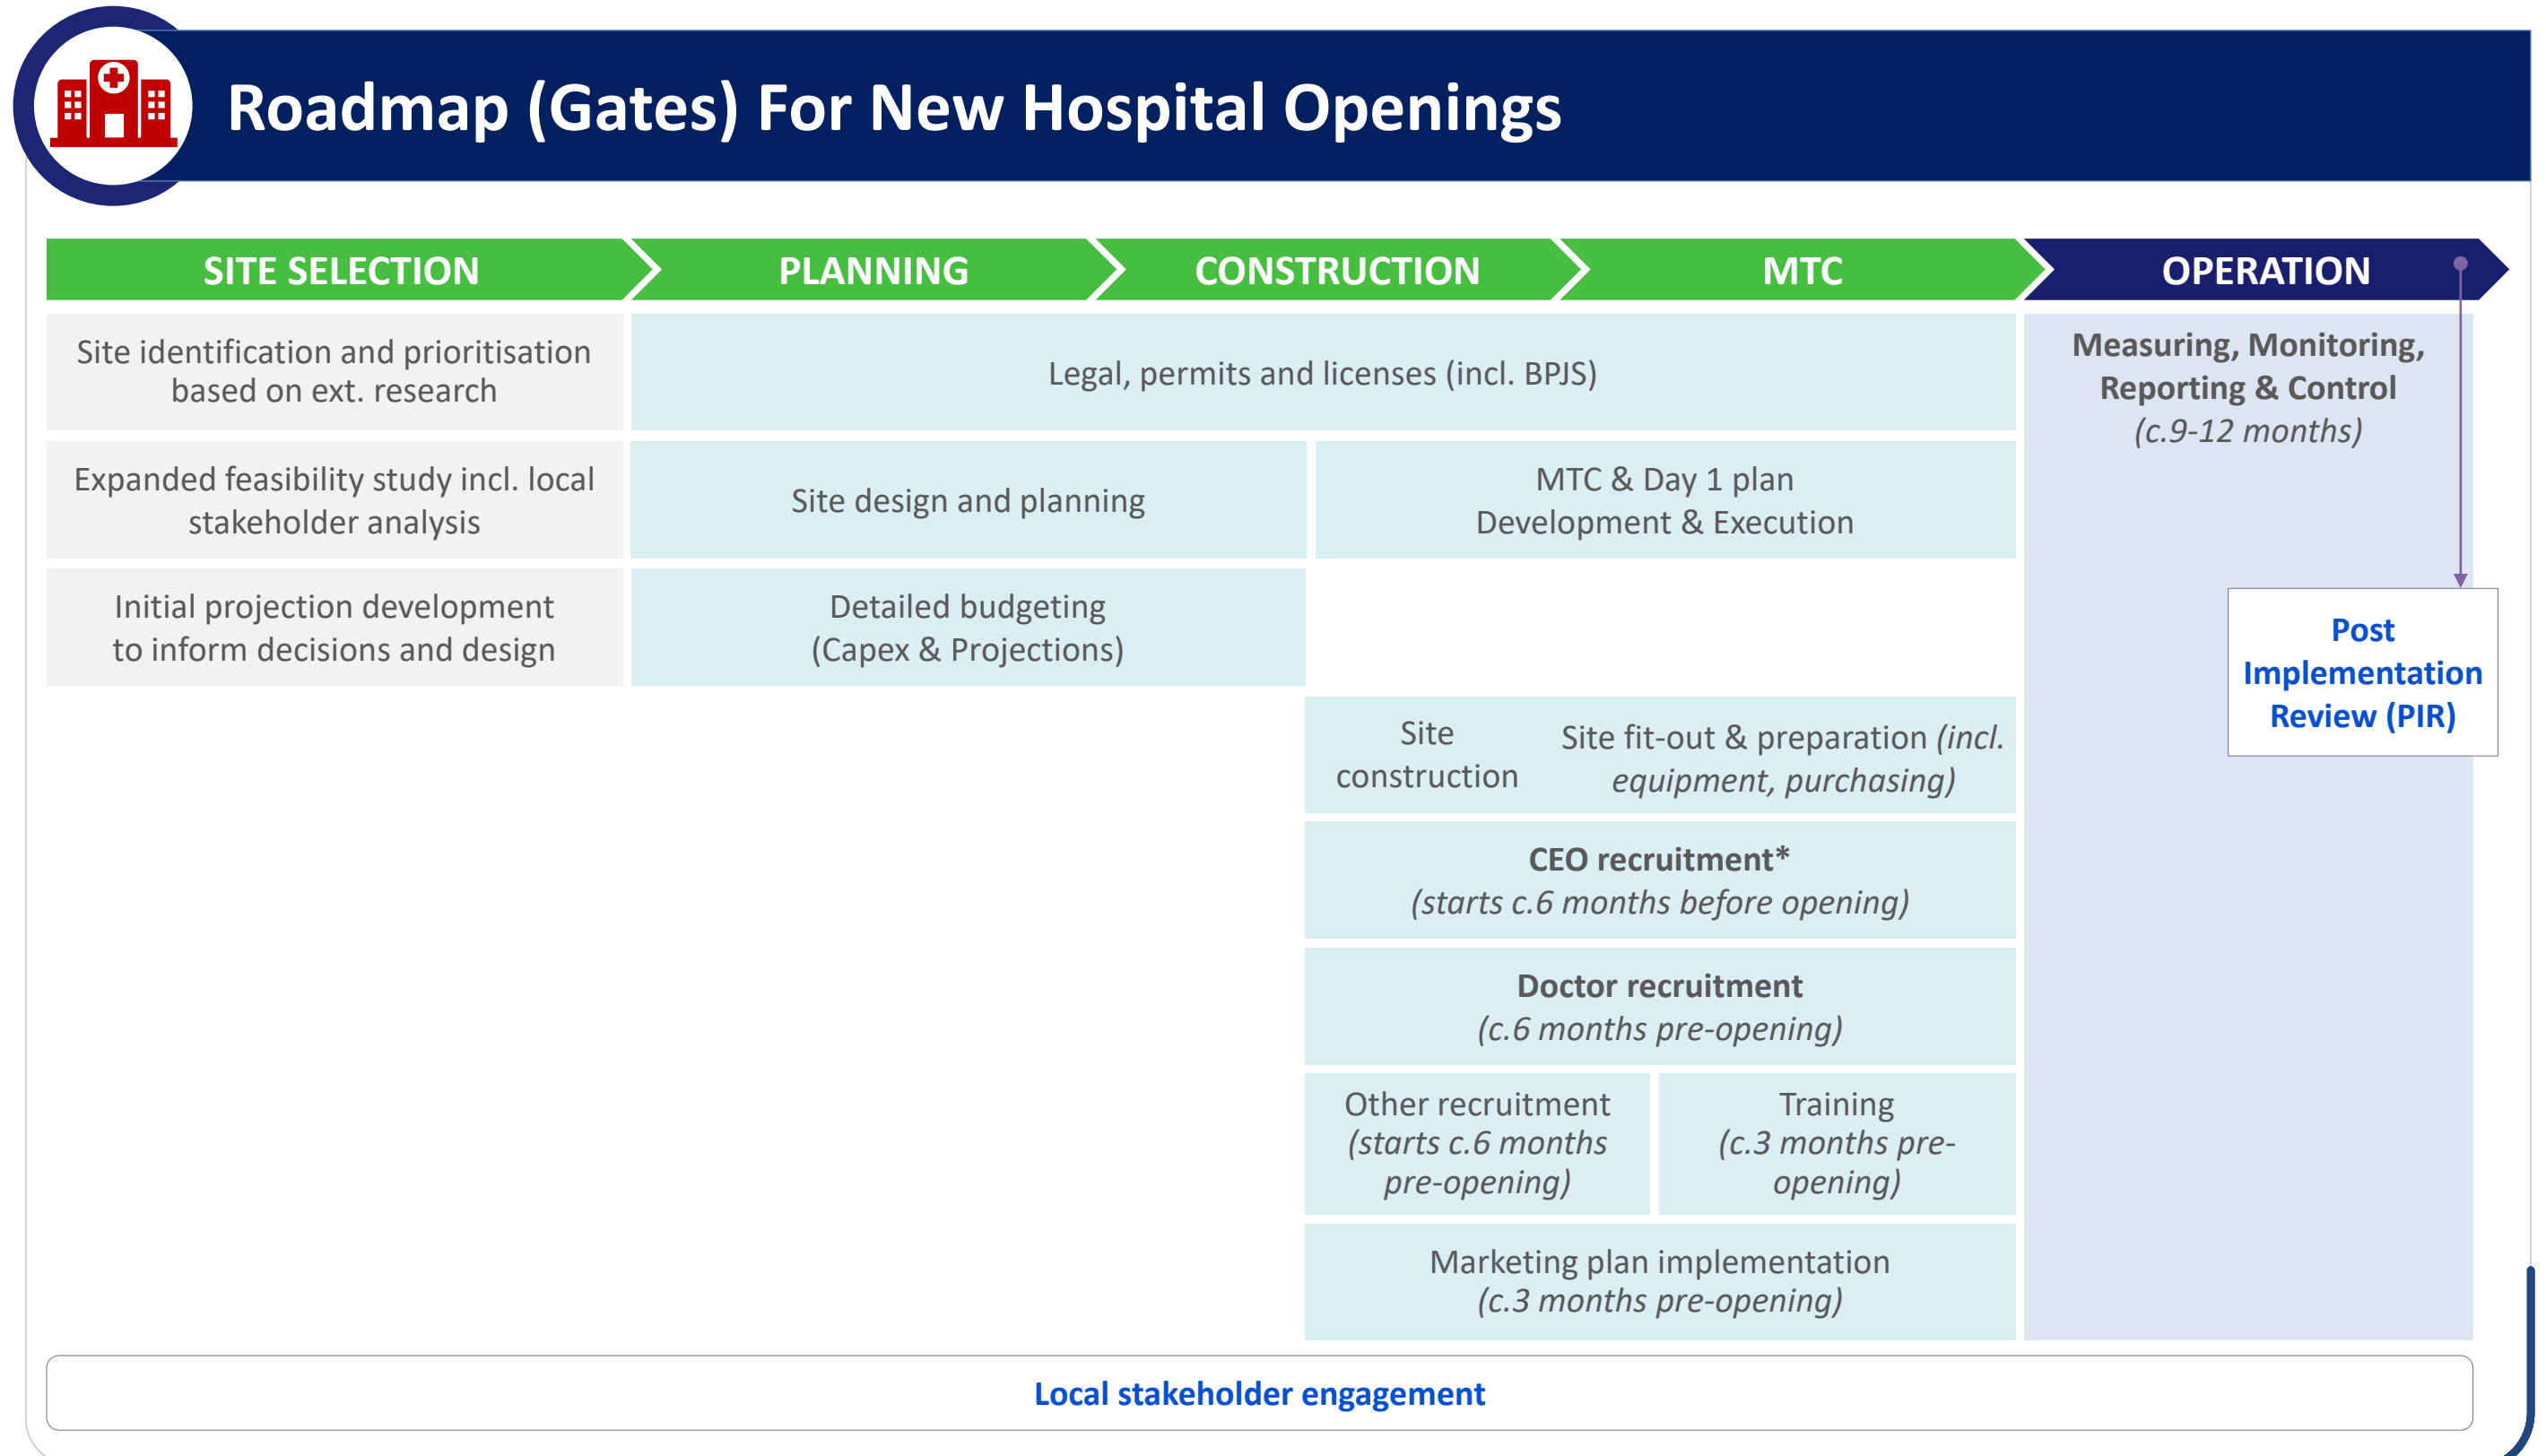 Roadmap (Gates) For New Hospital Openings
SITE SELECTION
PLANNING
CONSTRUCTION
MTC
OPERATION
Site identification and prioritisation
based on ext. research
Legal, permits and licenses (incl. BPJS)
Measuring, Monitoring,
Reporting & Control
(c.9-12 months)
Expanded feasibility study incl. local
stakeholder analysis
Site design and planning
MTC & Day 1 plan
Development & Execution
Initial projection development
to inform decisions and design
Detailed budgeting
(Capex & Projections)
Post
Implementation
Review (PIR)
Site
construction
Site fit-out & preparation (incl.
equipment, purchasing)
CEO recruitment*
(starts c.6 months before opening)
Doctor recruitment
(c.6 months pre-opening)
Other recruitment
(starts c.6 months
pre-opening)
Training
(c.3 months pre-
opening)
Marketing plan implementation
(c.3 months pre-opening)
Local stakeholder engagement